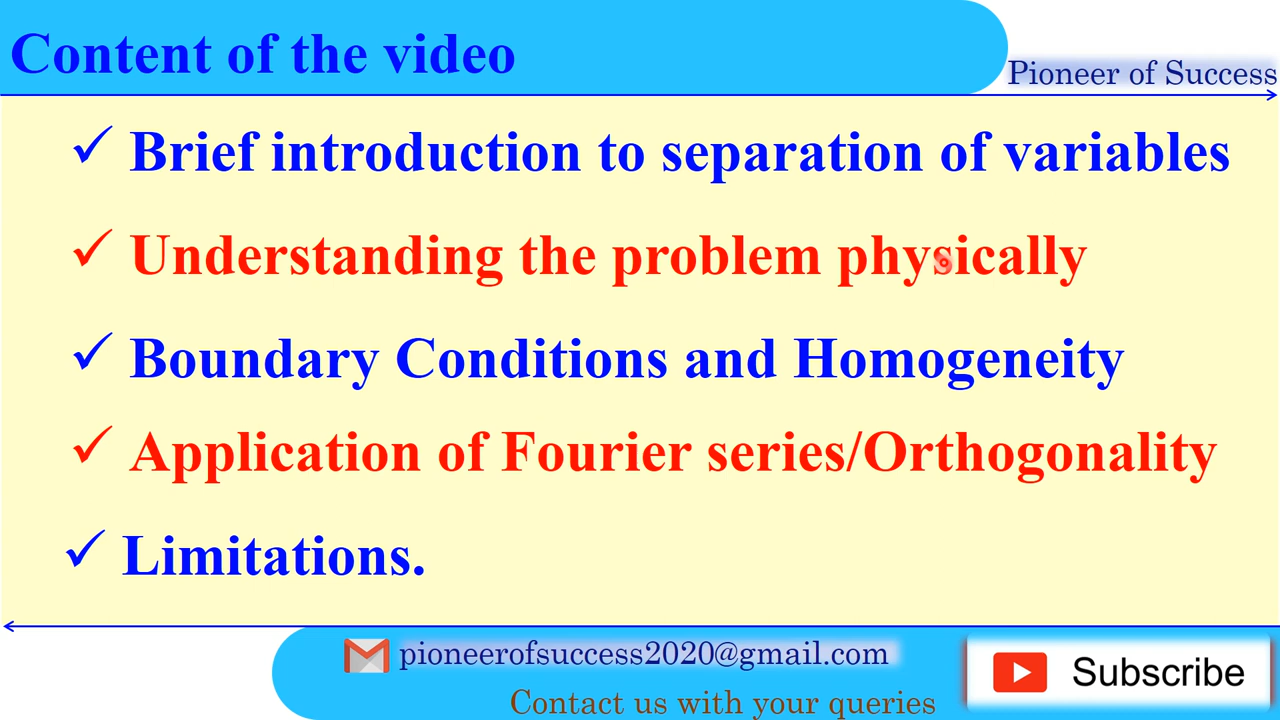 Content of the video
Pioneer of Success
✓ Brief introduction to separation of variables
✓ Understanding the problem physically
✓ Boundary Conditions and Homogeneity
✓ Application of Fourier series/Orthogonality
✓ Limitations.
pioneerofsuccess2020@gmail.com
Contact us with your queries
Subscribe